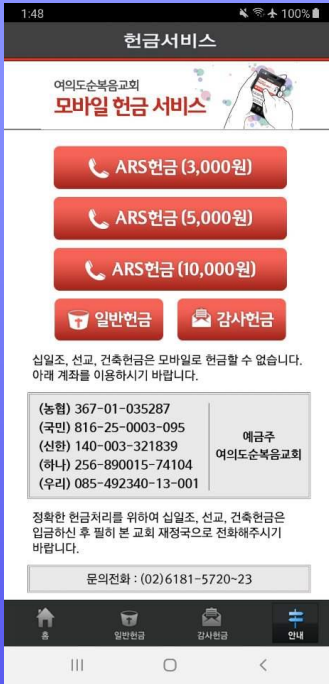 1:48
100%
헌금서비스
여의도순복음교회
모바일 헌금 서비스
ARS헌금 (3,000원)
ARS헌금 (5,000원)
ARS헌금 (10,000원)
일반헌금
감사헌금
십일조, 선교, 건축헌금은 모바일로 헌금할 수 없습니다.
아래 계좌를 이용하시기 바랍니다.
(농협) 367-01-035287
(국민) 816-25-0003-095
(신한) 140-003-321839
(하나) 256-890015-74104
(우리) 085-492340-13-001
예금주
여의도순복음교회
정확한 헌금처리를 위하여 십일조, 선교, 건축헌금은
입금하신 후 필히 본 교회 재정국으로 전화해주시기
바랍니다.
문의전화 : (02)6181-5720~23
홈
일반헌금
감사헌금
안내